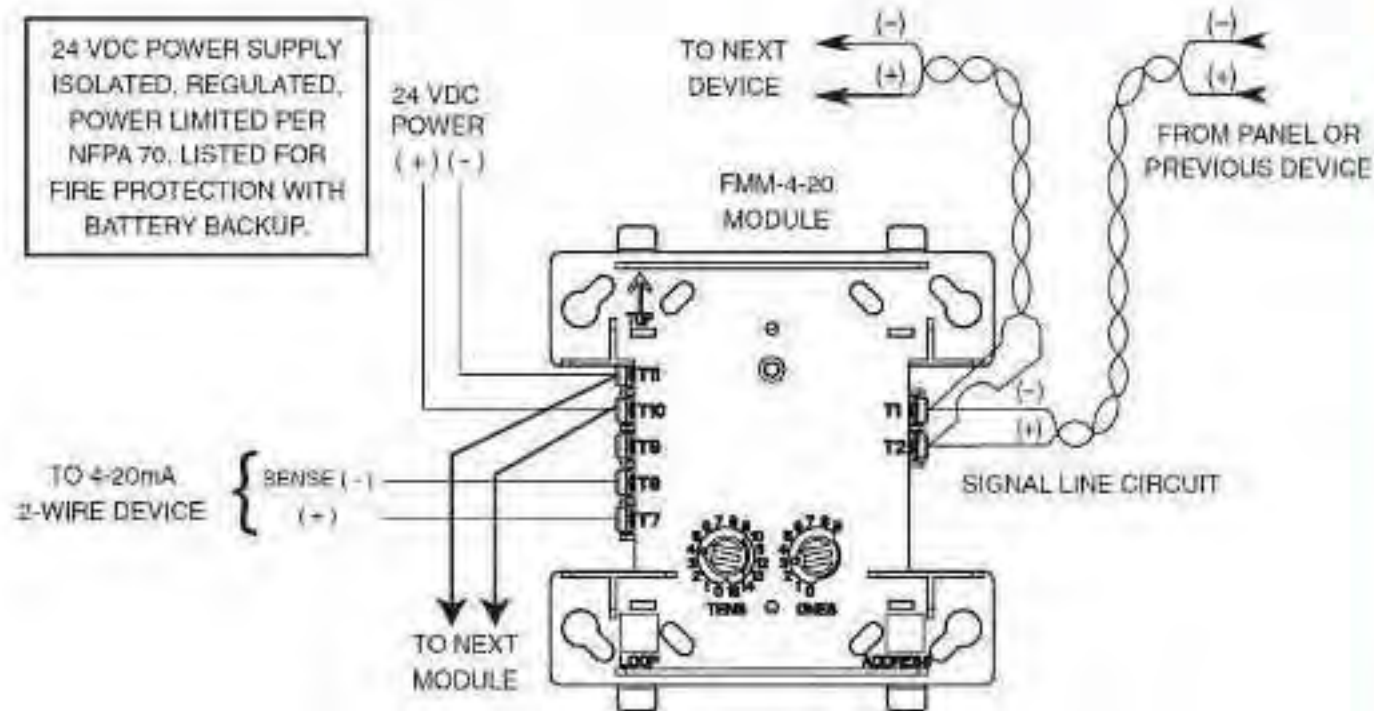 24 VDC POWER SUPPLY
ISOLATED, REGULATED,
POWER LIMITED PER
NFPA 70, LISTED FOR
FIRE PROTECTION WITH
BATTERY BACKUP.
24 VDC
POWER
(+) (-)
TO NEXT
DEVICE
(-)
(+)
(-)
(+)
FROM PANEL OR
PREVIOUS DEVICE
FMM-4-20
MODULE
TOP
T11
T10
T9
T8
T7
T1
T2
(-)
(+)
SIGNAL LINE CIRCUIT
TO 4-20mA
2-WIRE DEVICE
SENSE (-)
(+)
TENS
ONES
LOOP
ADDRESS
TO NEXT
MODULE